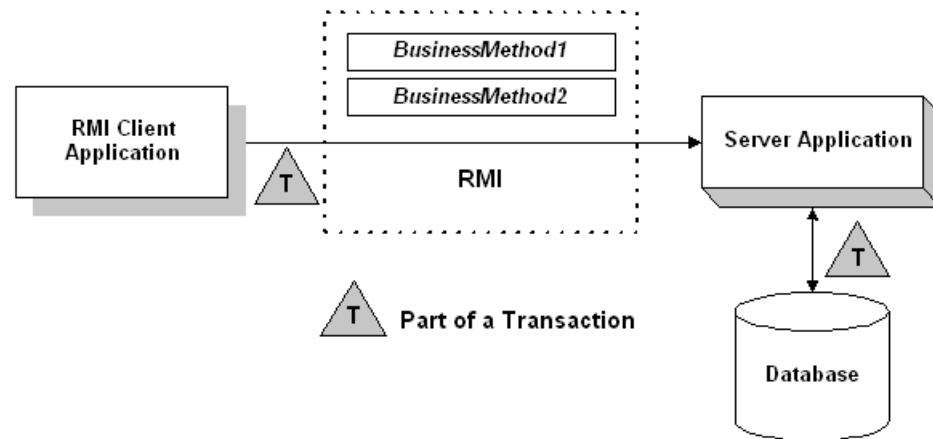 BusinessMethod1
BusinessMethod2
RMI Client
Application
T
RMI
Server Application
T
T
Part of a Transaction
Database